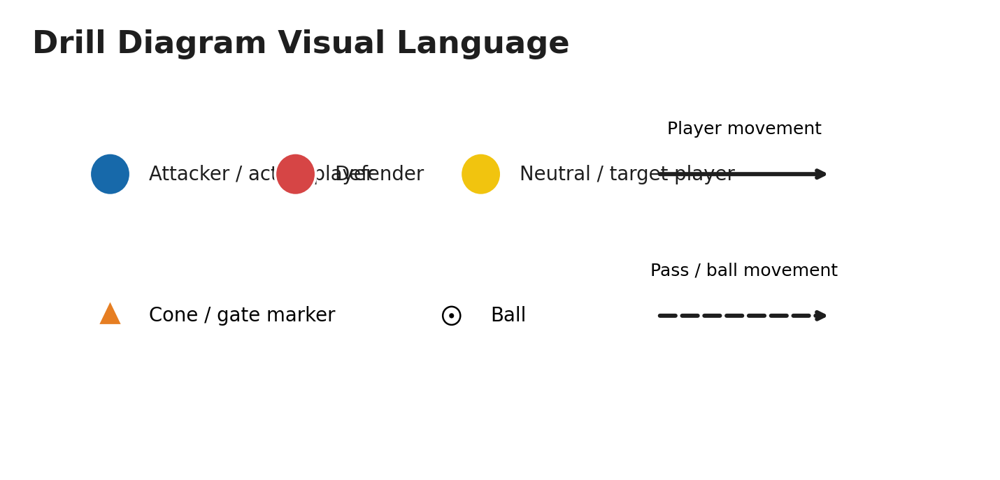 Drill Diagram Visual Language
Player movement
Attacker / act player
Defender
Neutral / target player
Pass / ball movement
Cone / gate marker
Ball